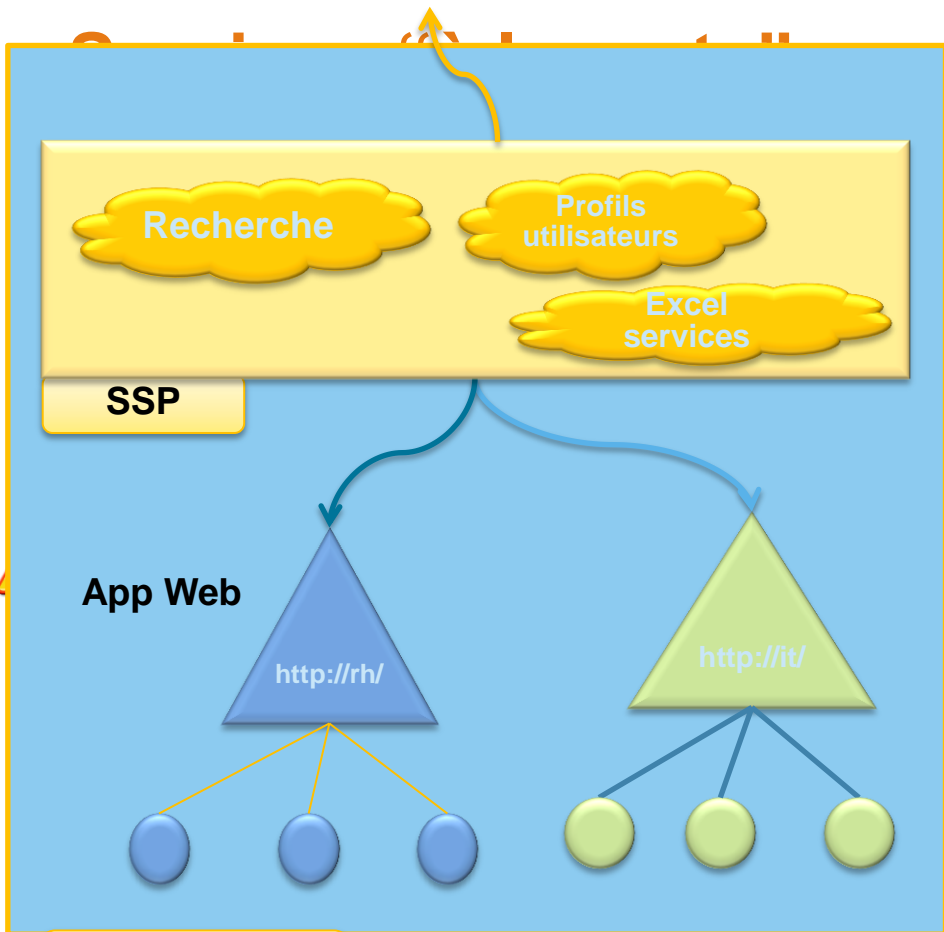 Recherche
Profils
utilisateurs
Excel
services
SSP
App Web
http://rh/
http://it/